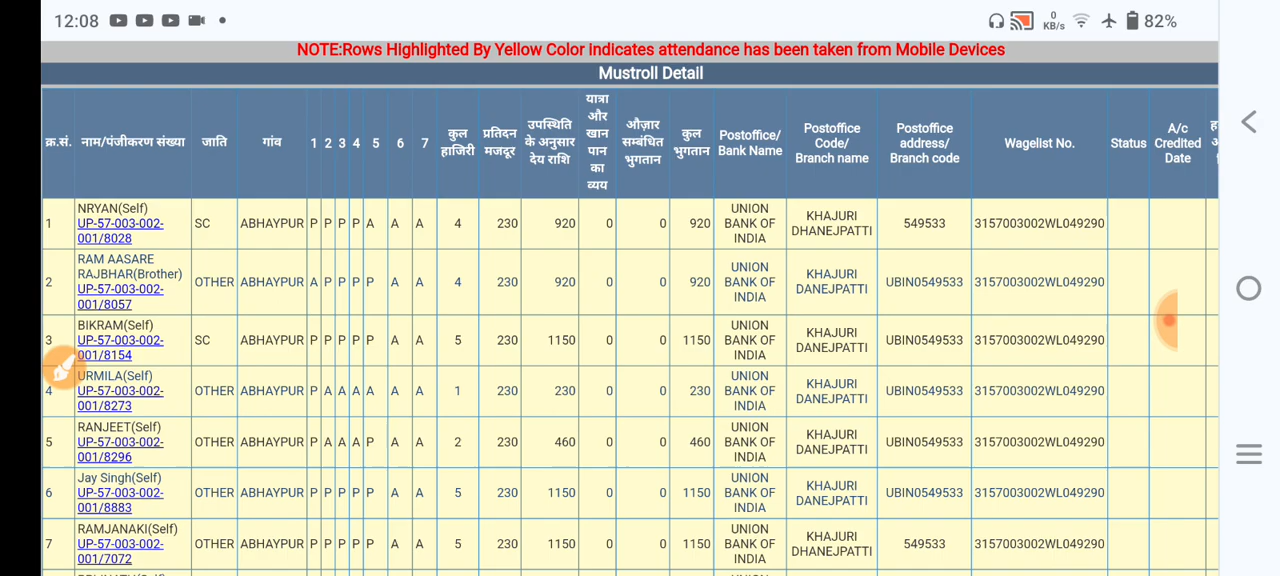 12:08
0
KB/s
82%
NOTE:Rows Highlighted By Yellow Color indicates attendance has been taken from Mobile Devices
Mustroll Detail
क्र.सं. नाम/पंजीकरण संख्या जाति गांव 1 2 3 4 5 6 7 कुल हाजिरी प्रतिदन मजदूर उपस्थिति के अनुसार देय राशि यात्रा और खान पान का व्यय औज़ार सम्बंधित भुगतान कुल भुगतान Postoffice/ Bank Name Postoffice Code/ Branch name Postoffice address/ Branch code Wagelist No. Status A/c Credited Date
1 NRYAN(Self) UP-57-003-002-001/8028 SC ABHAYPUR P P P P A A A 4 230 920 0 0 920 UNION BANK OF INDIA KHAJURI DHANEJPATTI 549533 3157003002WL049290
2 RAM AASARE RAJBHAR(Brother) UP-57-003-002-001/8057 OTHER ABHAYPUR A P P P P A A 4 230 920 0 0 920 UNION BANK OF INDIA KHAJURI DANEJPATTI UBIN0549533 3157003002WL049290
3 BIKRAM(Self) UP-57-003-002-001/8154 SC ABHAYPUR P P P P P A A 5 230 1150 0 0 1150 UNION BANK OF INDIA KHAJURI DANEJPATTI UBIN0549533 3157003002WL049290
4 URMILA(Self) UP-57-003-002-001/8273 OTHER ABHAYPUR P A A A A A A 1 230 230 0 0 230 UNION BANK OF INDIA KHAJURI DANEJPATTI UBIN0549533 3157003002WL049290
5 RANJEET(Self) UP-57-003-002-001/8296 OTHER ABHAYPUR P A A A P A A 2 230 460 0 0 460 UNION BANK OF INDIA KHAJURI DANEJPATTI UBIN0549533 3157003002WL049290
6 Jay Singh(Self) UP-57-003-002-001/8883 OTHER ABHAYPUR P P P P P A A 5 230 1150 0 0 1150 UNION BANK OF INDIA KHAJURI DANEJPATTI UBIN0549533 3157003002WL049290
7 RAMJANAKI(Self) UP-57-003-002-001/7072 OTHER ABHAYPUR P P P P P A A 5 230 1150 0 0 1150 UNION BANK OF INDIA KHAJURI DHANEJPATTI 549533 3157003002WL049290